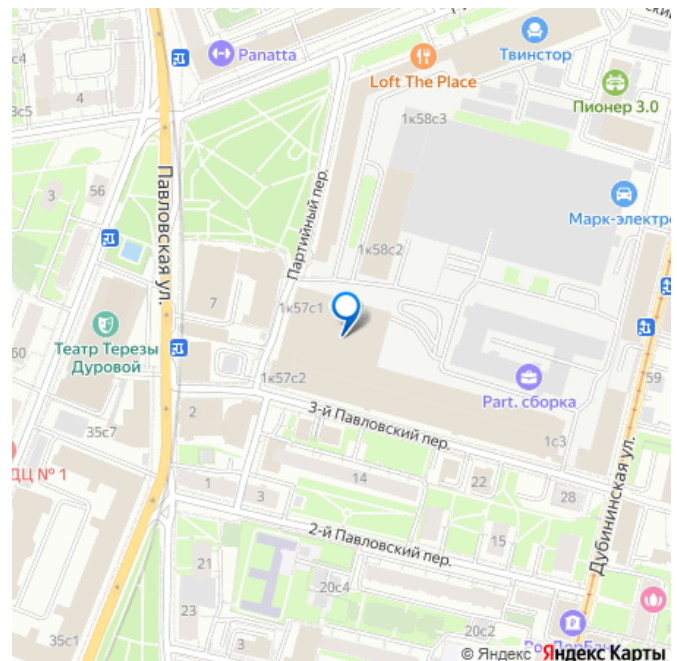 Panatta
Твинстор
Loft The Place
Пионер 3.0
3с5
4
1к58с3
Павловская ул.
Партийный пер.
56
3
Марк-электро
1к58с2
7
1к57с1
Театр Терезы
Дуровой
50
59
1к57с2
Part. сборка
3-й Павловский пер.
2
35с7
1с3
ДЦ № 1
14
22
1
3
28
Дубининская ул.
2-й Павловский пер.
15
21
20с4
23
20с2
3
35с1
© Яндекс Яндекс Карты